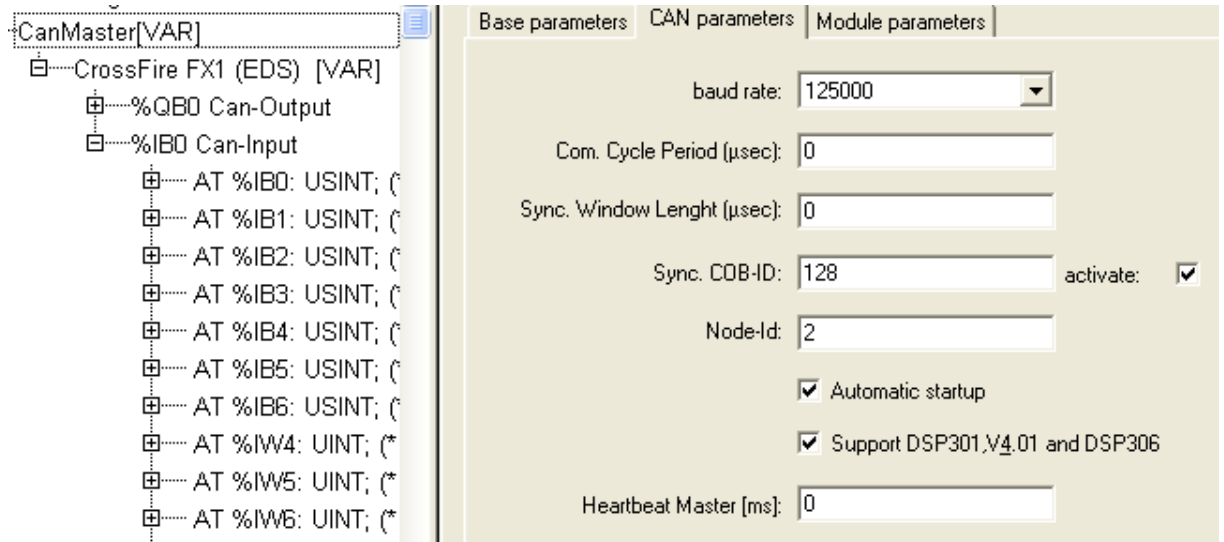 CanMaster[VAR]
CrossFire FX1 (EDS) [VAR]
%QB0 Can-Output
%IB0 Can-Input
AT %IB0: USINT; (*
AT %IB1: USINT; (*
AT %IB2: USINT; (*
AT %IB3: USINT; (*
AT %IB4: USINT; (*
AT %IB5: USINT; (*
AT %IB6: USINT; (*
AT %IW4: UINT; (*
AT %IW5: UINT; (*
AT %IW6: UINT; (*
Base parameters CAN parameters Module parameters
baud rate: 125000
Com. Cycle Period (µsec): 0
Sync. Window Lenght (µsec): 0
Sync. COB-ID: 128 activate:
Node-Id: 2
Automatic startup
Support DSP301,V4.01 and DSP306
Heartbeat Master [ms]: 0